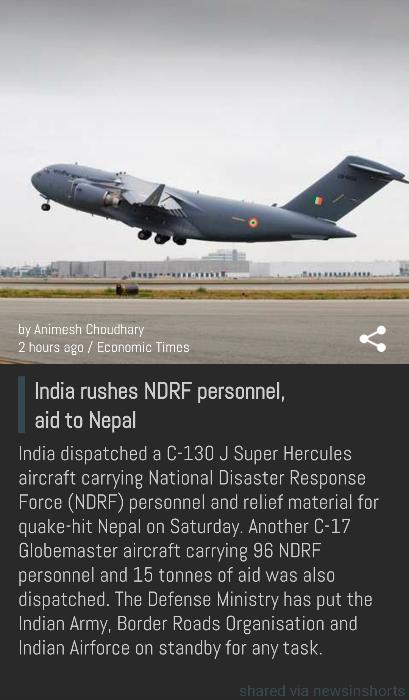 by Animesh Choudhary
2 hours ago / Economic Times
India rushes NDRF personnel,
aid to Nepal
India dispatched a C-130 J Super Hercules
aircraft carrying National Disaster Response
Force (NDRF) personnel and relief material for
quake-hit Nepal on Saturday. Another C-17
Globemaster aircraft carrying 96 NDRF
personnel and 15 tonnes of aid was also
dispatched. The Defense Ministry has put the
Indian Army, Border Roads Organisation and
Indian Airforce on standby for any task.
shared via newsinshorts